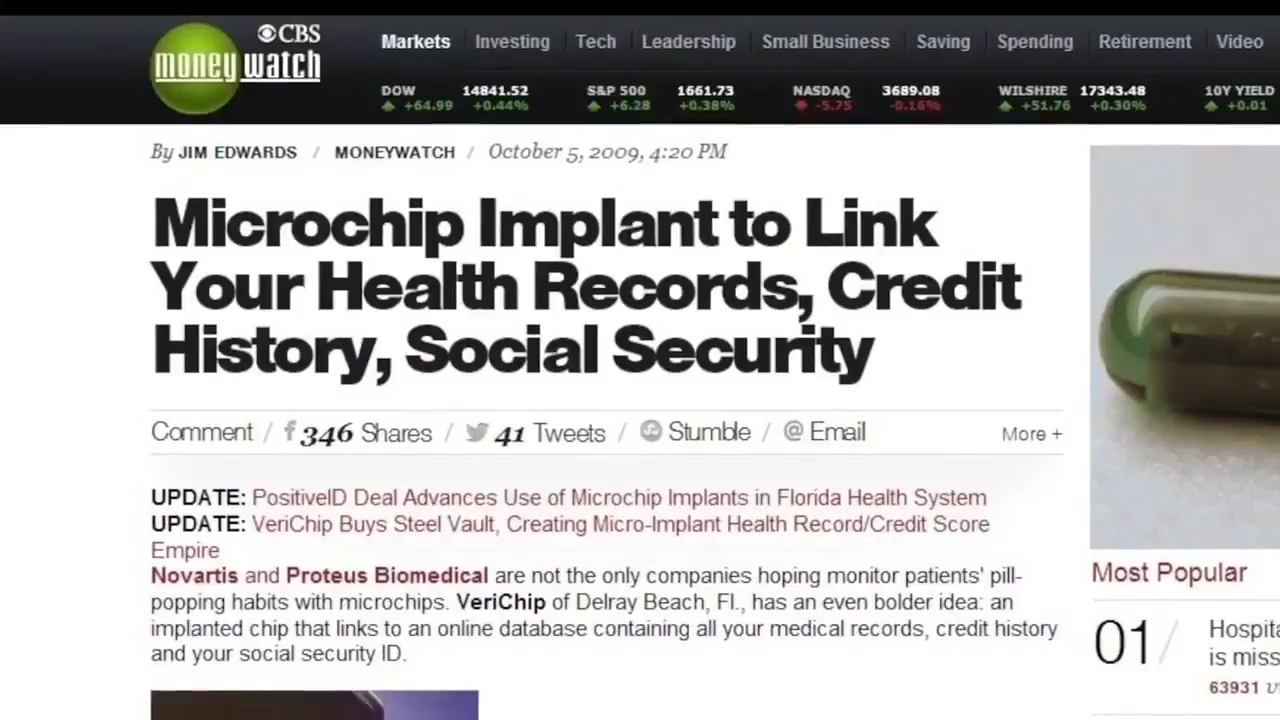 CBS
money watch
Markets Investing Tech Leadership Small Business Saving Spending Retirement Video
DOW 14841.52 S&P 500 1661.73 NASDAQ 3689.08 WILSHIRE 17343.48 10Y YIELD
+64.99 +0.44% +6.28 +0.38% -5.75 -0.16% +51.76 +0.30% +0.01
By JIM EDWARDS / MONEYWATCH / October 5, 2009, 4:20 PM
Microchip Implant to Link
Your Health Records, Credit
History, Social Security
Comment / f 346 Shares / 41 Tweets / Stumble / @ Email More +
UPDATE: PositiveID Deal Advances Use of Microchip Implants in Florida Health System
UPDATE: VeriChip Buys Steel Vault, Creating Micro-Implant Health Record/Credit Score
Empire
Novartis and Proteus Biomedical are not the only companies hoping monitor patients' pill-
popping habits with microchips. VeriChip of Delray Beach, Fl., has an even bolder idea: an
implanted chip that links to an online database containing all your medical records, credit history
and your social security ID.
Most Popular
01 /
is
63931